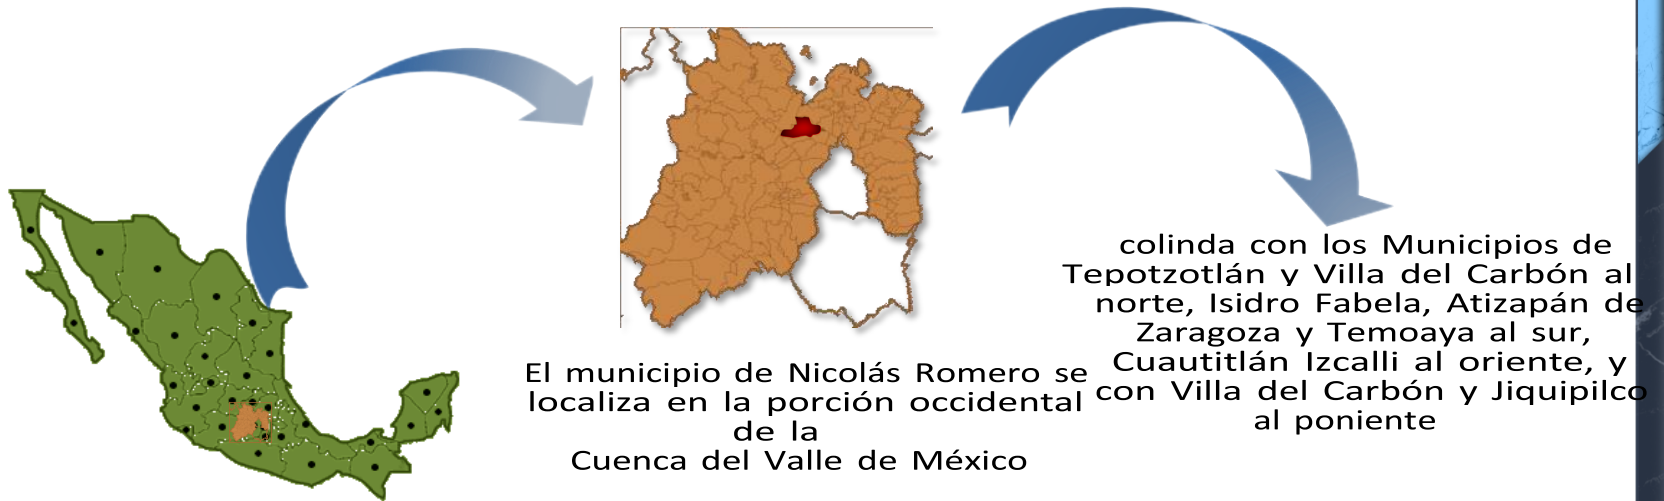 El municipio de Nicolás Romero se
localiza en la porción occidental
de la
Cuenca del Valle de México
colinda con los Municipios de
Tepotzotlán y Villa del Carbón al
norte, Isidro Fabela, Atizapán de
Zaragoza y Temoaya al sur,
Cuautitlán Izcalli al oriente, y
con Villa del Carbón y Jiquipilco
al poniente